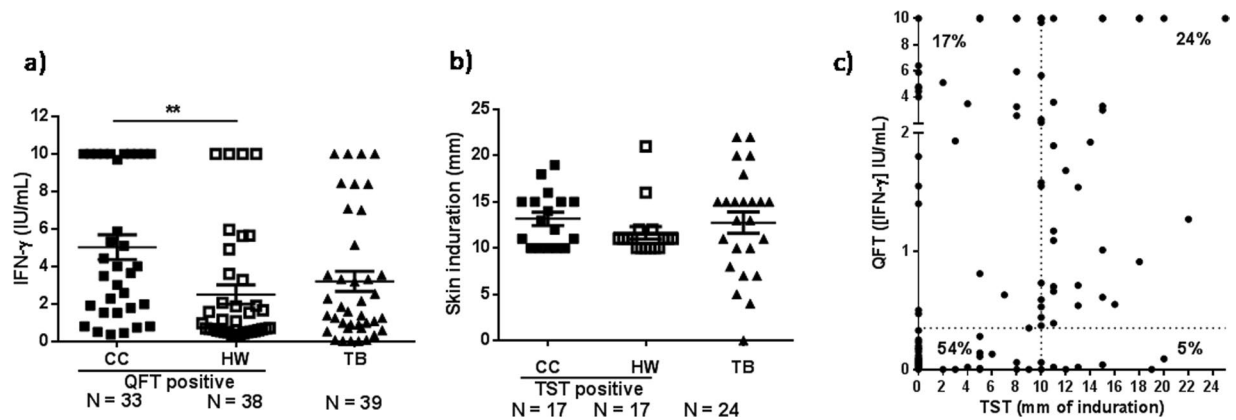 a)
**
IFN-γ (IU/mL)
12
10
8
6
4
2
0
CC HW TB
QFT positive
N = 33 N = 38 N = 39
b)
Skin induration (mm)
25
20
15
10
5
0
CC HW TB
TST positive
N = 17 N = 17 N = 24
c)
QFT ([IFN-γ] IU/mL)
10
8
6
4
2
1
0
17% 24%
54% 5%
0 2 4 6 8 10 12 14 16 18 20 22 24
TST (mm of induration)